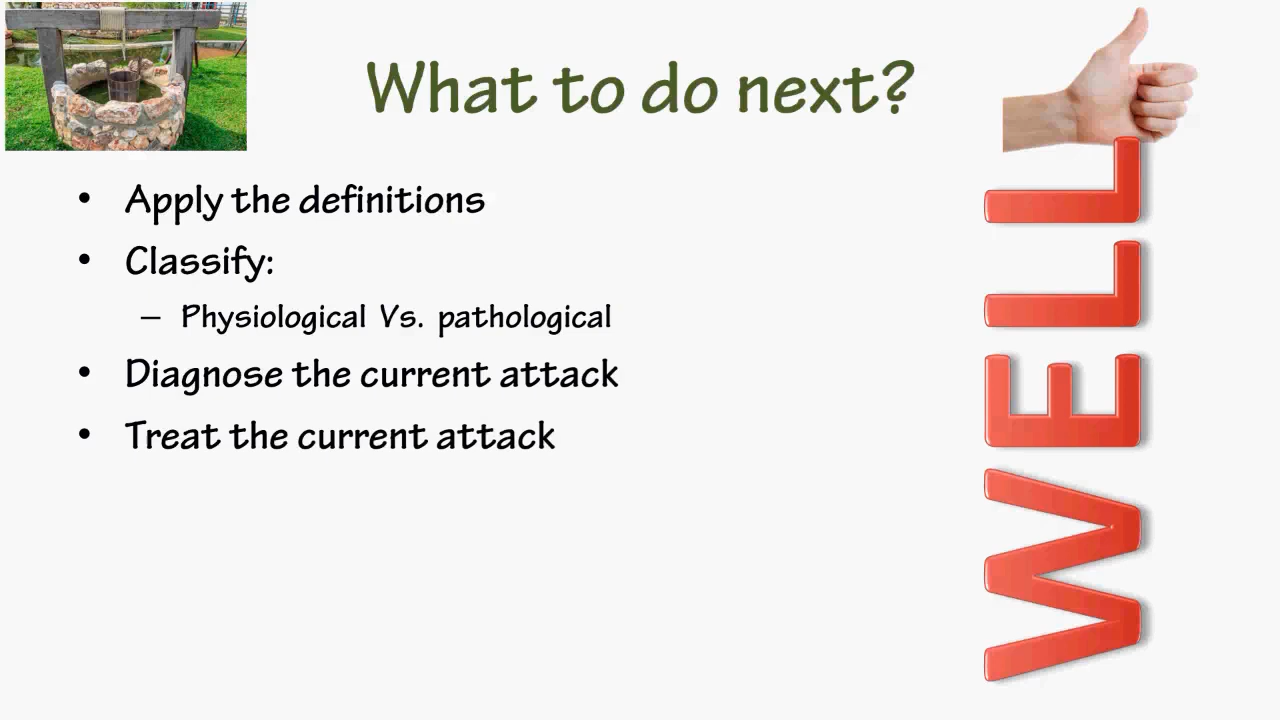 What to do next?
• Apply the definitions
• Classify:
– Physiological Vs. pathological
• Diagnose the current attack
• Treat the current attack
WELL